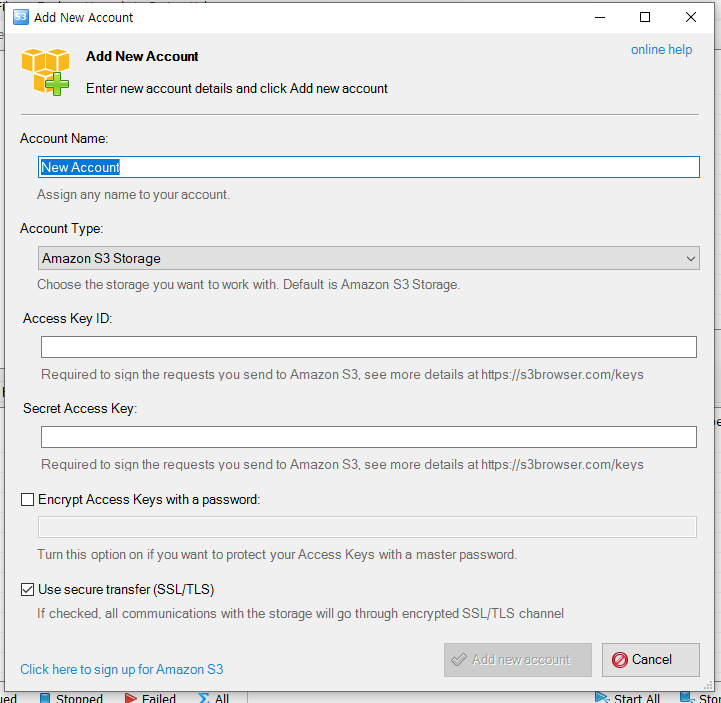 S3 Add New Account
Add New Account
online help
Enter new account details and click Add new account
Account Name:
New Account
Assign any name to your account.
Account Type:
Amazon S3 Storage
Choose the storage you want to work with. Default is Amazon S3 Storage.
Access Key ID:
Required to sign the requests you send to Amazon S3, see more details at https://s3browser.com/keys
Secret Access Key:
Required to sign the requests you send to Amazon S3, see more details at https://s3browser.com/keys
Encrypt Access Keys with a password:
Turn this option on if you want to protect your Access Keys with a master password.
Use secure transfer (SSL/TLS)
If checked, all communications with the storage will go through encrypted SSL/TLS channel
Click here to sign up for Amazon S3
Add new account
Cancel
Stopped Failed All Start All